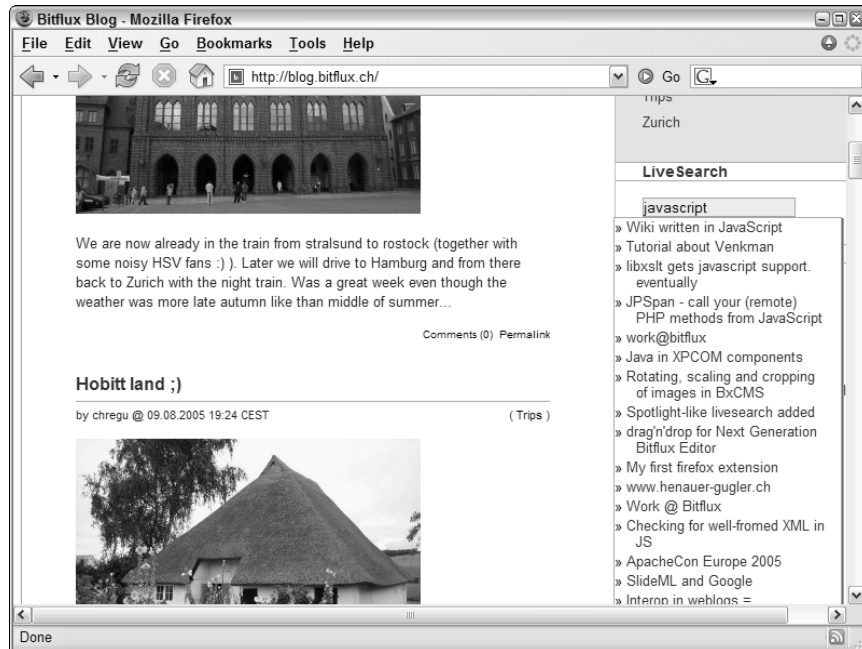 Bitflux Blog - Mozilla Firefox
File Edit View Go Bookmarks Tools Help
http://blog.bitflux.ch/ Go G
Trips
Zurich
LiveSearch
javascript
» Wiki written in JavaScript
» Tutorial about Venkman
» libxslt gets javascript support.
eventually
» JPSpan - call your (remote)
PHP methods from JavaScript
» work@bitflux
» Java in XPCOM components
» Rotating, scaling and cropping
of images in BxCMS
» Spotlight-like livesearch added
» drag'n'drop for Next Generation
Bitflux Editor
» My first firefox extension
» www.henauer-gugler.ch
» Work @ Bitflux
» Checking for well-fromed XML in
JS
» ApacheCon Europe 2005
» SlideML and Google
» Interop in weblogs =
We are now already in the train from stralsund to rostock (together with
some noisy HSV fans :) ). Later we will drive to Hamburg and from there
back to Zurich with the night train. Was a great week even though the
weather was more late autumn like than middle of summer...
Comments (0) Permalink
Hobitt land ;)
by chregu @ 09.08.2005 19:24 CEST
( Trips )
Done